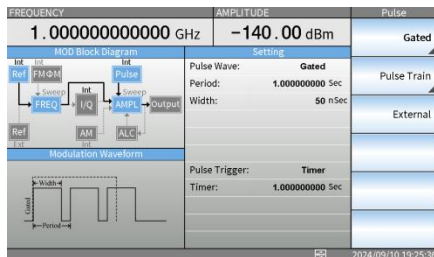 FREQUENCY AMPLITUDE Pulse
1.000000000000 GHz -140.00 dBm
MOD Block Diagram Setting
Gated
Int Int Int
Ref FMΦM Pulse
Sweep Int Sweep
FREQ I/Q AMPL Output
Ref AM ALC
Ext Int
Pulse Wave: Gated
Period: 1.000000000 Sec
Width: 50 nSec
Pulse Train
External
Modulation Waveform
Width
Gated
Period
Pulse Trigger: Timer
Timer: 1.000000000 Sec
2024/09/10 19:25:30